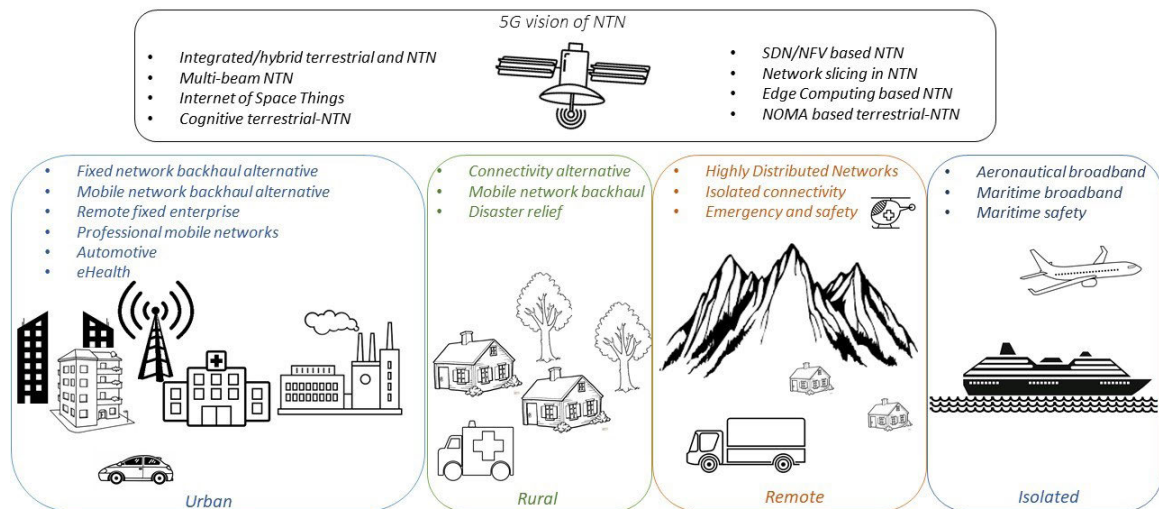 5G vision of NTN
• Integrated/hybrid terrestrial and NTN
• Multi-beam NTN
• Internet of Space Things
• Cognitive terrestrial-NTN
• SDN/NFV based NTN
• Network slicing in NTN
• Edge Computing based NTN
• NOMA based terrestrial-NTN
• Fixed network backhaul alternative
• Mobile network backhaul alternative
• Remote fixed enterprise
• Professional mobile networks
• Automotive
• eHealth
Urban
• Connectivity alternative
• Mobile network backhaul
• Disaster relief
Rural
• Highly Distributed Networks
• Isolated connectivity
• Emergency and safety
Remote
• Aeronautical broadband
• Maritime broadband
• Maritime safety
Isolated